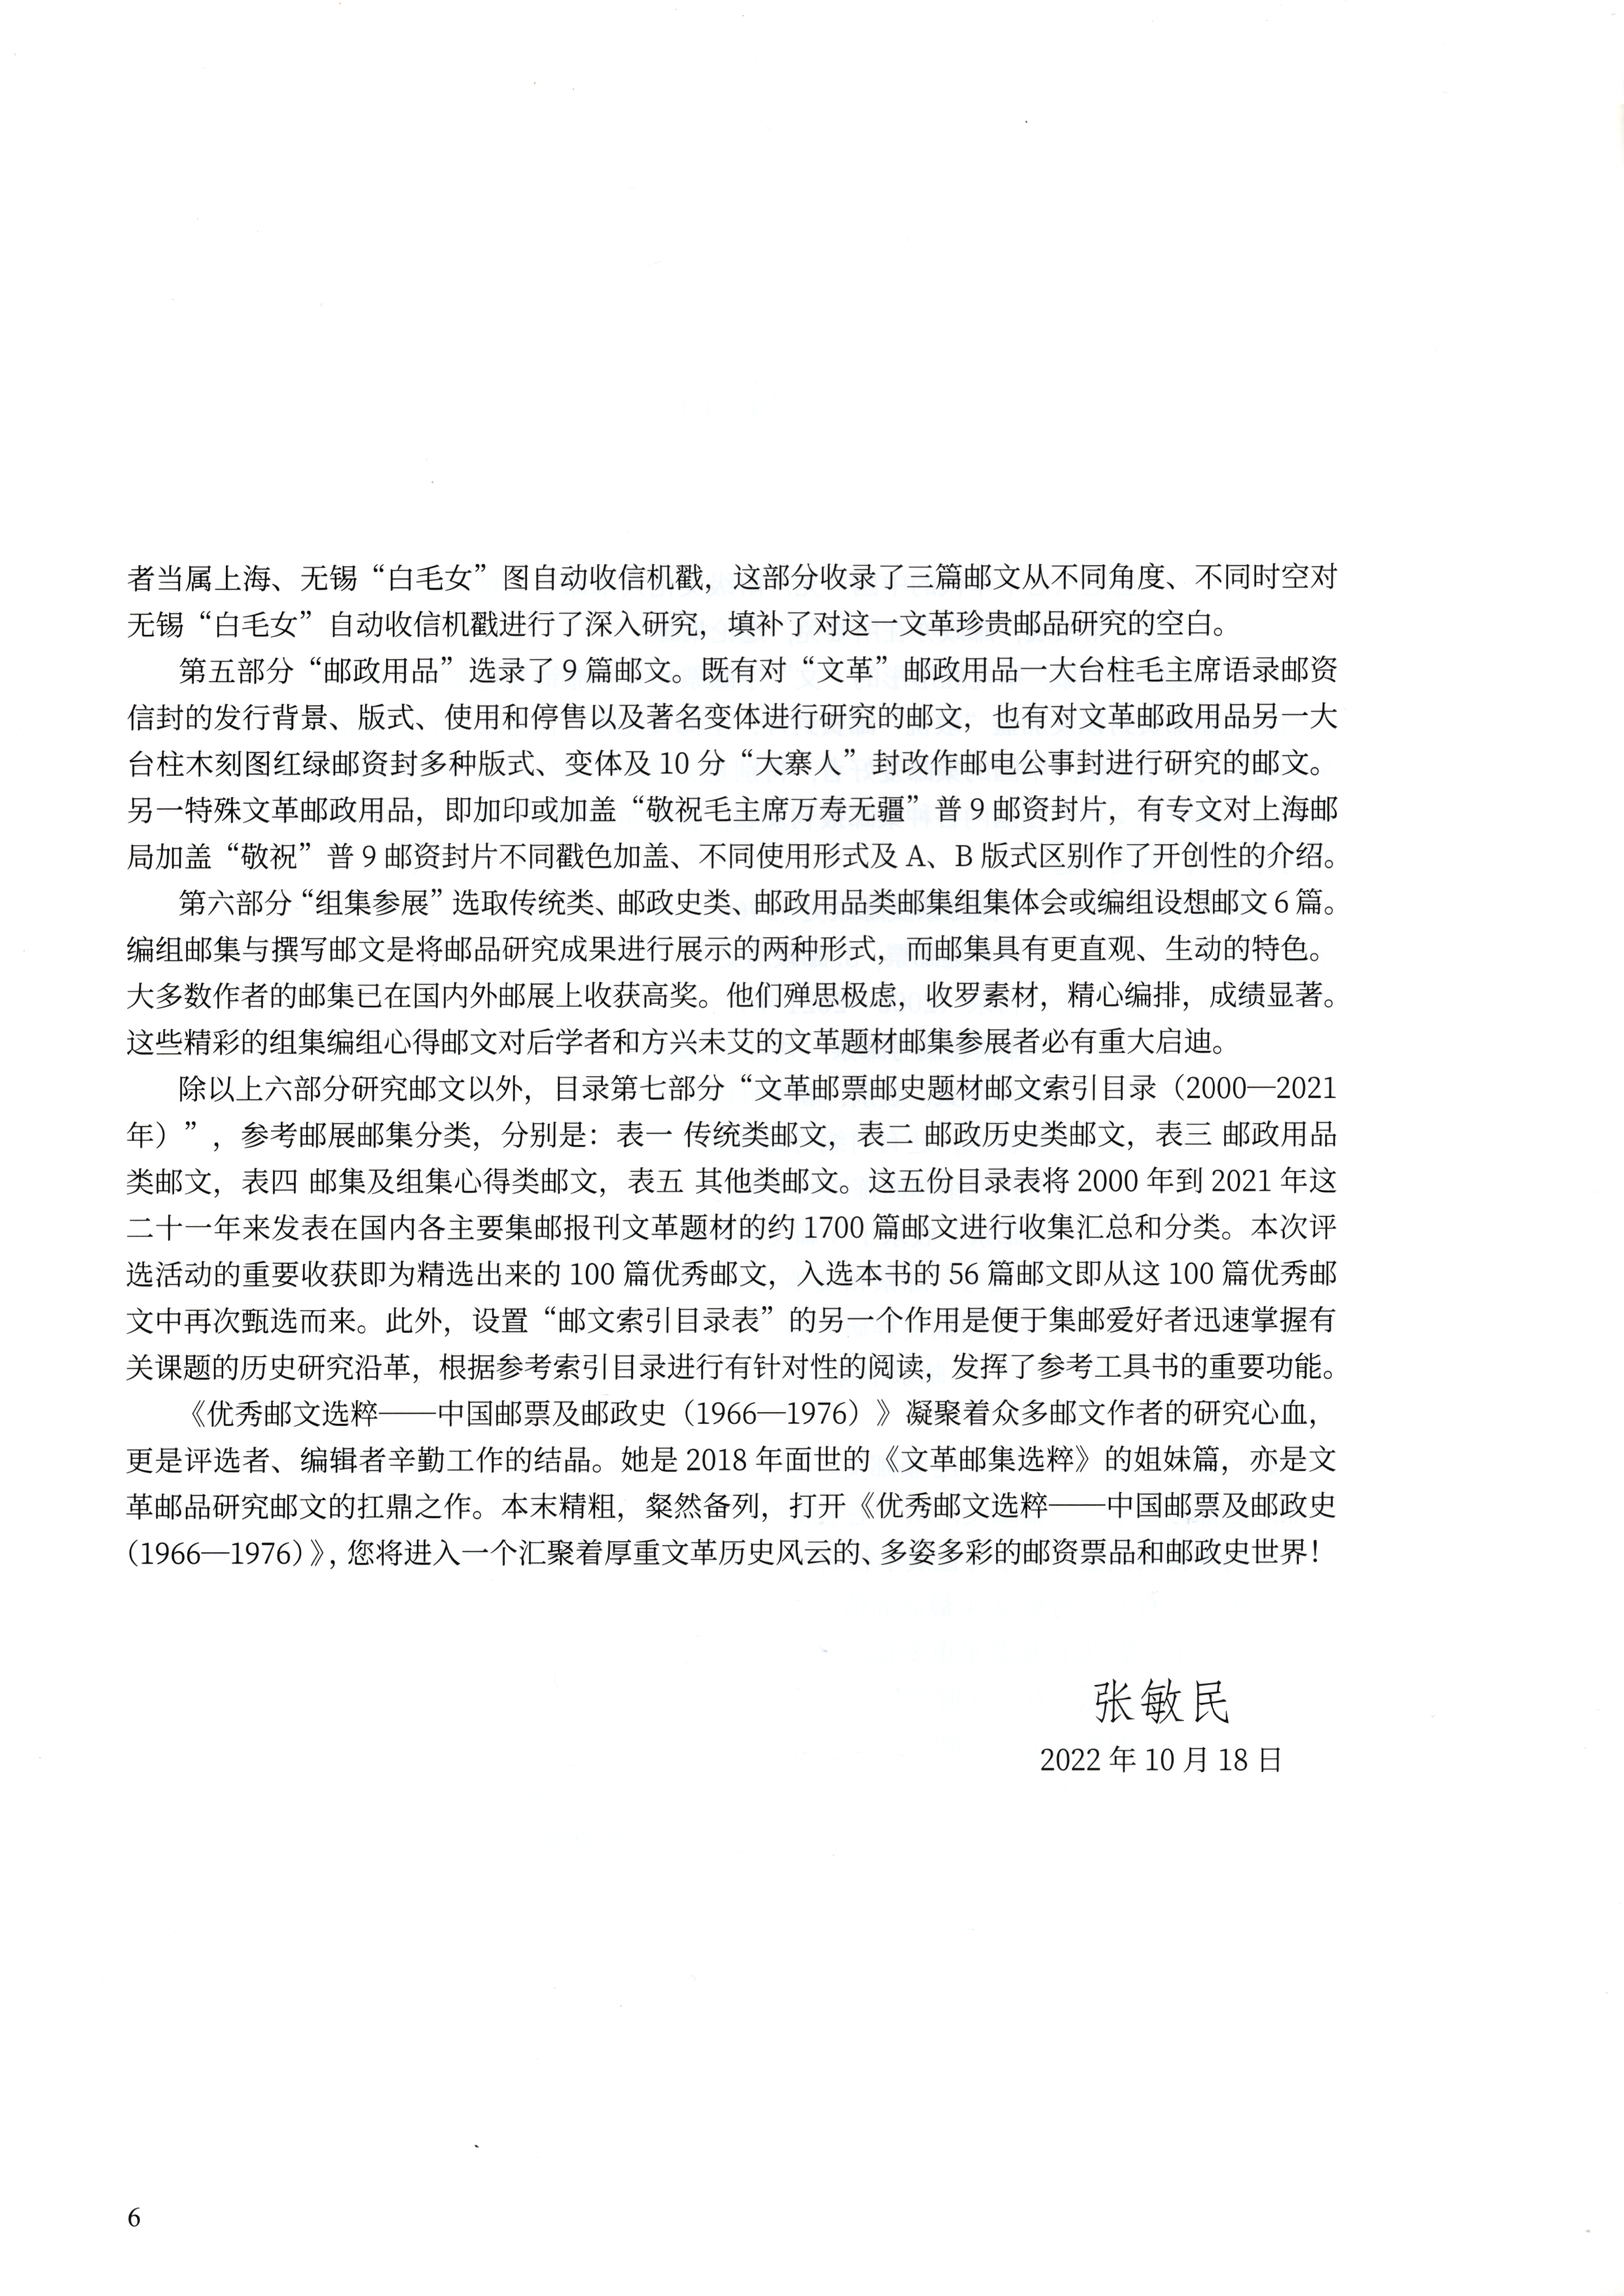 者当属上海、无锡“白毛女”图自动收信机戳，这部分收录了三篇邮文从不同角度、不同时空对
无锡“白毛女”自动收信机戳进行了深入研究，填补了对这一文革珍贵邮品研究的空白。
第五部分“邮政用品”选录了 9 篇邮文。既有对“文革”邮政用品一大台柱毛主席语录邮资
信封的发行背景、版式、使用和停售以及著名变体进行研究的邮文，也有对文革邮政用品另一大
台柱木刻图红绿邮资封多种版式、变体及 10 分“大寨人”封改作邮电公事封进行研究的邮文。
另一特殊文革邮政用品，即加印或加盖“敬祝毛主席万寿无疆”普 9 邮资封片，有专文对上海邮
局加盖“敬祝”普 9 邮资封片不同戳色加盖、不同使用形式及 A、B 版式区别作了开创性的介绍。
第六部分“组集参展”选取传统类、邮政史类、邮政用品类邮集组集体会或编组设想邮文 6 篇。
编组邮集与撰写邮文是将邮品研究成果进行展示的两种形式，而邮集具有更直观、生动的特色。
大多数作者的邮集已在国内外邮展上收获高奖。他们殚思极虑，收罗素材，精心编排，成绩显著。
这些精彩的组集编组心得邮文对后学者和方兴未艾的文革题材邮集参展者必有重大启迪。
除以上六部分研究邮文以外，目录第七部分“文革邮票邮史题材邮文索引目录（2000—2021
年）”，参考邮展邮集分类，分别是：表一 传统类邮文，表二 邮政历史类邮文，表三 邮政用品
类邮文，表四 邮集及组集心得类邮文，表五 其他类邮文。这五份目录表将 2000 年到 2021 年这
二十一年来发表在国内各主要集邮报刊文革题材的约 1700 篇邮文进行收集汇总和分类。本次评
选活动的重要收获即为精选出来的 100 篇优秀邮文，入选本书的 56 篇邮文即从这 100 篇优秀邮
文中再次甄选而来。此外，设置“邮文索引目录表”的另一个作用是便于集邮爱好者迅速掌握有
关课题的历史研究沿革，根据参考索引目录进行有针对性的阅读，发挥了参考工具书的重要功能。
《优秀邮文选粹——中国邮票及邮政史（1966—1976）》凝聚着众多邮文作者的研究心血，
更是评选者、编辑者辛勤工作的结晶。她是 2018 年面世的《文革邮集选粹》的姐妹篇，亦是文
革邮品研究邮文的扛鼎之作。本末精粗，粲然备列，打开《优秀邮文选粹——中国邮票及邮政史
（1966—1976）》，您将进入一个汇聚着厚重文革历史风云的、多姿多彩的邮资票品和邮政史世界！
张敏民
2022 年 10 月 18 日
6